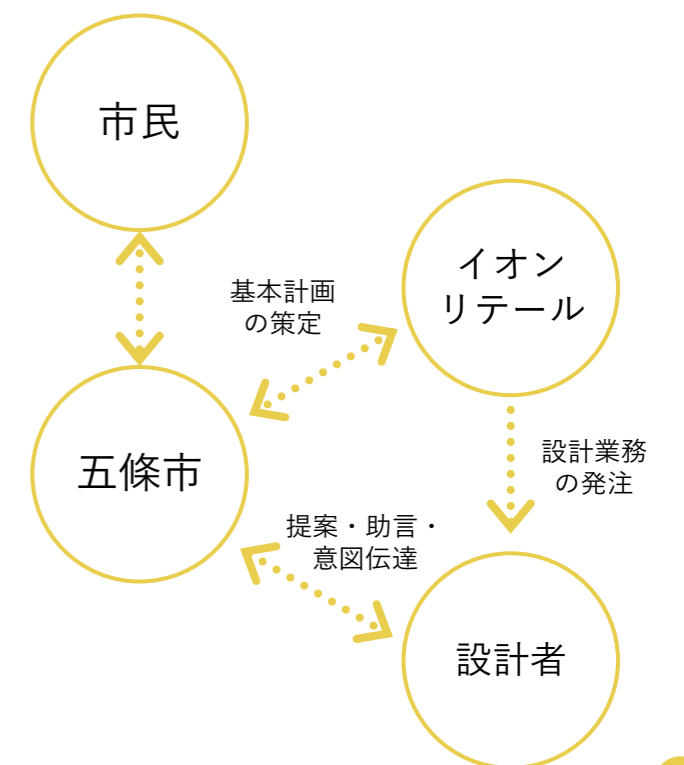 市民
イオン
リテール
基本計画
の策定
五條市
設計業務
の発注
提案・助言・
意図伝達
設計者